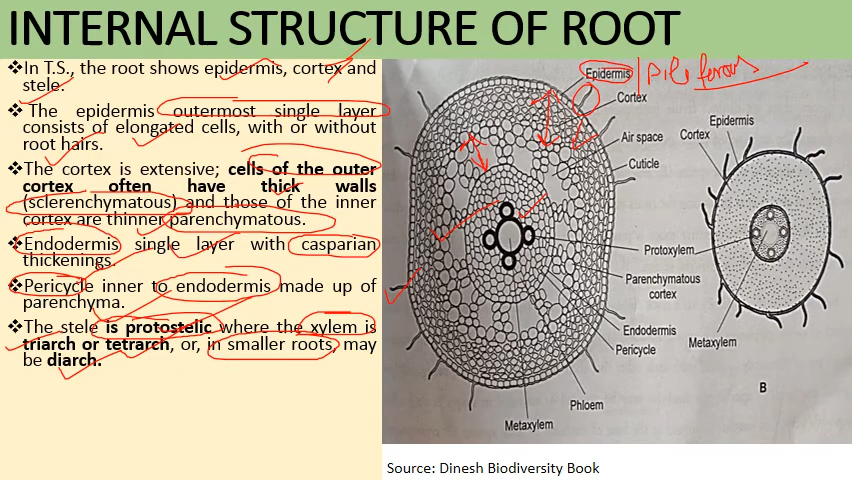 INTERNAL STRUCTURE OF ROOT
❖In T.S., the root shows epidermis, cortex and
stele.
❖ The epidermis outermost single layer
consists of elongated cells, with or without
root hairs.
❖The cortex is extensive; cells of the outer
cortex often have thick walls
(sclerenchymatous) and those of the inner
cortex are thinner parenchymatous.
❖Endodermis single layer with casparian
thickenings.
❖Pericycle inner to endodermis made up of
parenchyma.
❖The stele is protostelic where the xylem is
triarch or tetrarch, or, in smaller roots, may
be diarch.
Epidermis / piliferous
Cortex
Air space
Cuticle
Protoxylem
Parenchymatous
cortex
Endodermis
Pericycle
Phloem
Metaxylem
Epidermis
Cortex
Metaxylem
B
Source: Dinesh Biodiversity Book